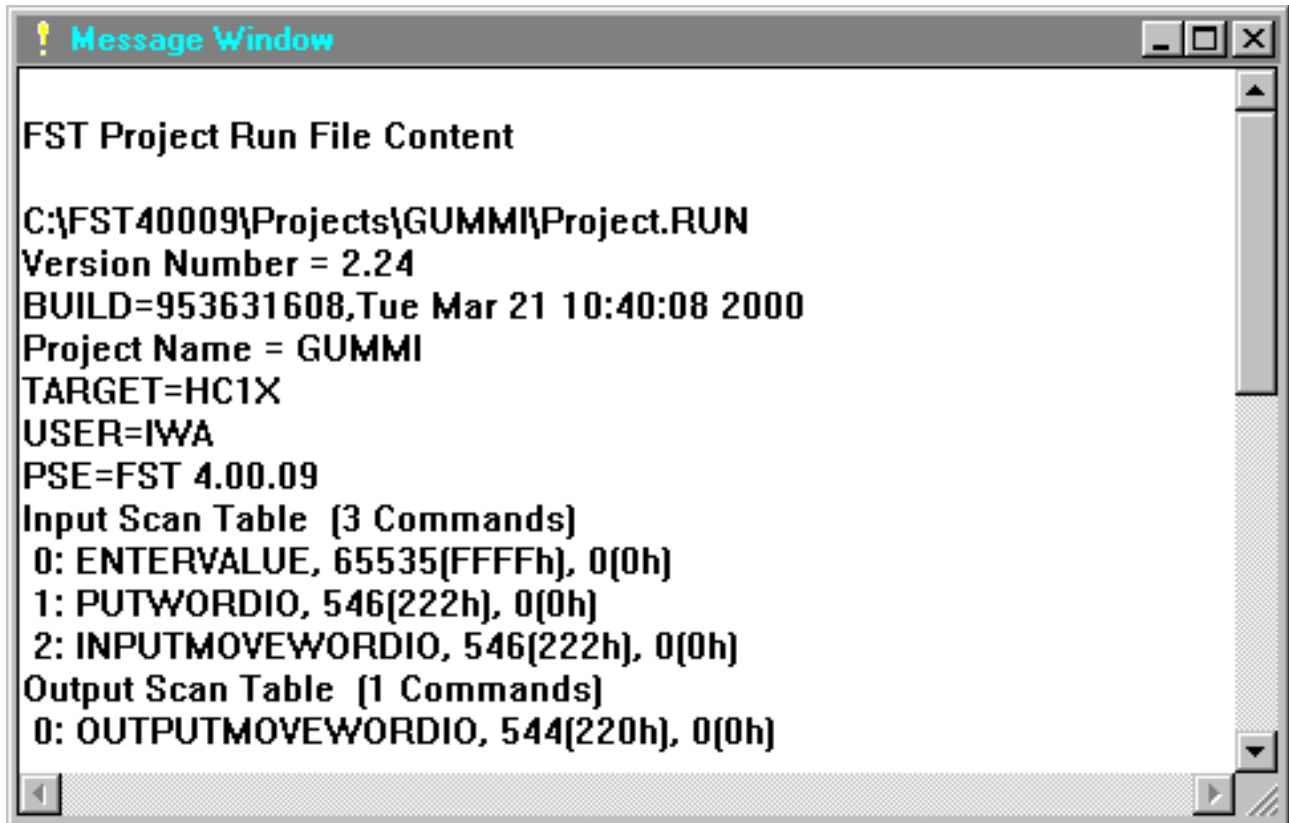 Message Window
FST Project Run File Content
C:\FST40009\Projects\GUMMI\Project.RUN
Version Number = 2.24
BUILD=953631608,Tue Mar 21 10:40:08 2000
Project Name = GUMMI
TARGET=HC1X
USER=IWA
PSE=FST 4.00.09
Input Scan Table  (3 Commands)
0: ENTERVALUE, 65535(FFFFh), 0(0h)
1: PUTWORDIO, 546(222h), 0(0h)
2: INPUTMOVEWORDIO, 546(222h), 0(0h)
Output Scan Table  (1 Commands)
0: OUTPUTMOVEWORDIO, 544(220h), 0(0h)